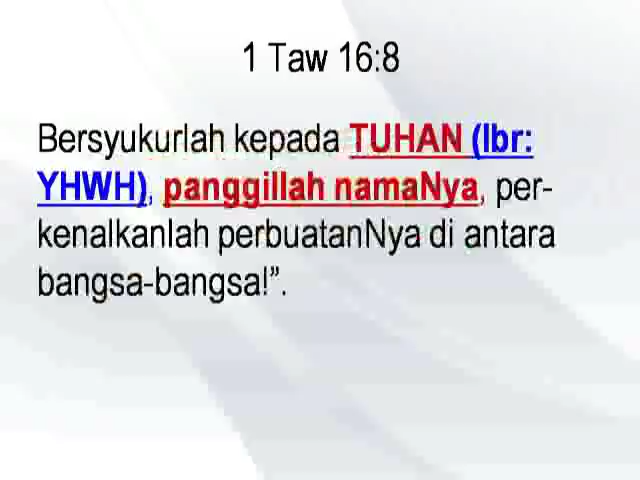 1 Taw 16:8
Bersyukurlah kepada TUHAN (Ibr:
YHWH), panggillah namaNya, per-
kenalkanlah perbuatanNya di antara
bangsa-bangsa!”.